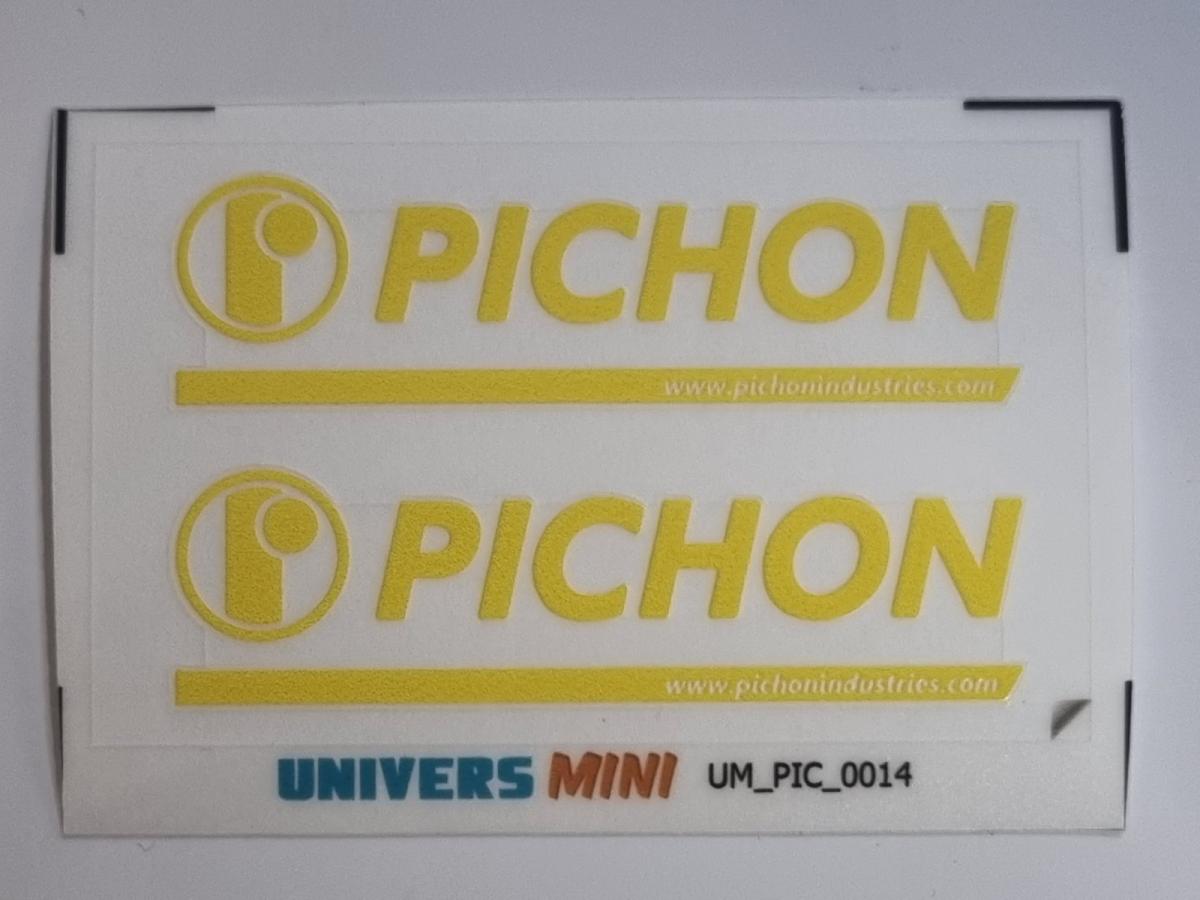 PICHON
www.pichonindustries.com
PICHON
www.pichonindustries.com
UNIVERS MINI UM_PIC_0014